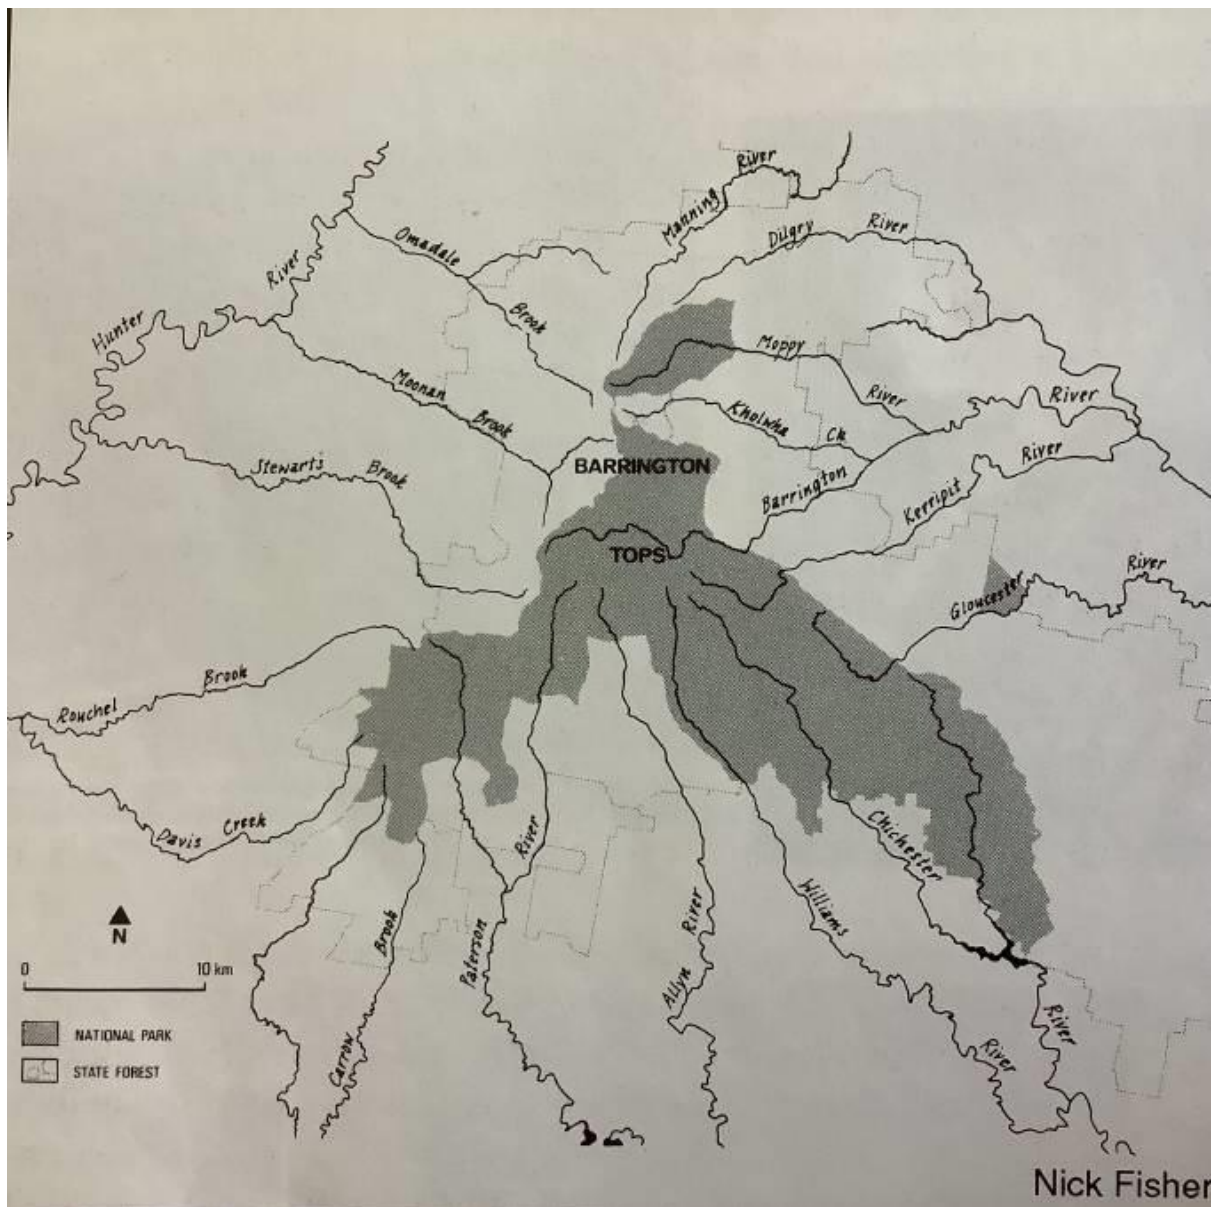 Manning River
Dilgry River
Omadale Brook
Hunter River
Moppy River
Moonan Brook
Kholwha Ck
River
Stewart's Brook
BARRINGTON
Barrington
Kerripit River
TOPS
Gloucester River
Rouchel Brook
Davis Creek
River
Chichester
Brook
Paterson
Allyn River
Williams
N
0 10 km
NATIONAL PARK
STATE FOREST
Carrow
River
River
Nick Fisher